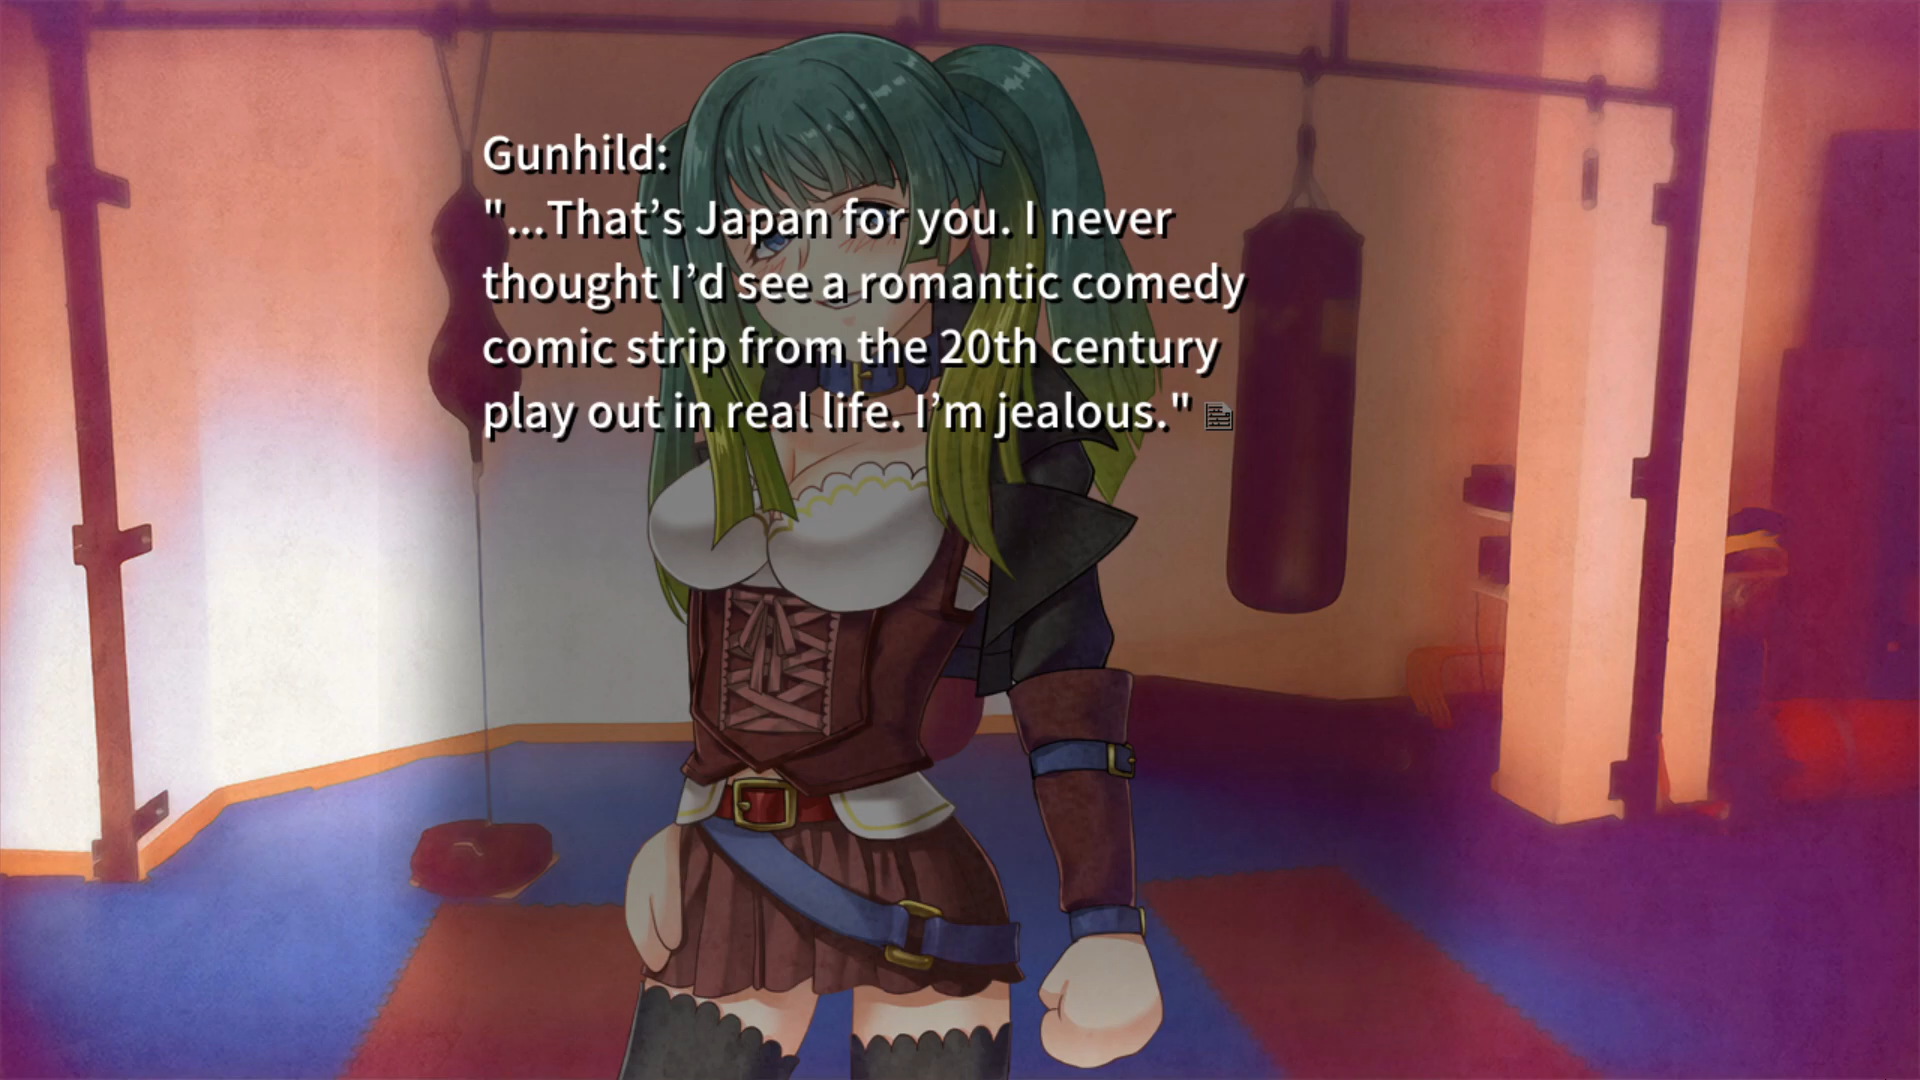 Gunhild:
"...That’s Japan for you. I never
thought I’d see a romantic comedy
comic strip from the 20th century
play out in real life. I’m jealous."